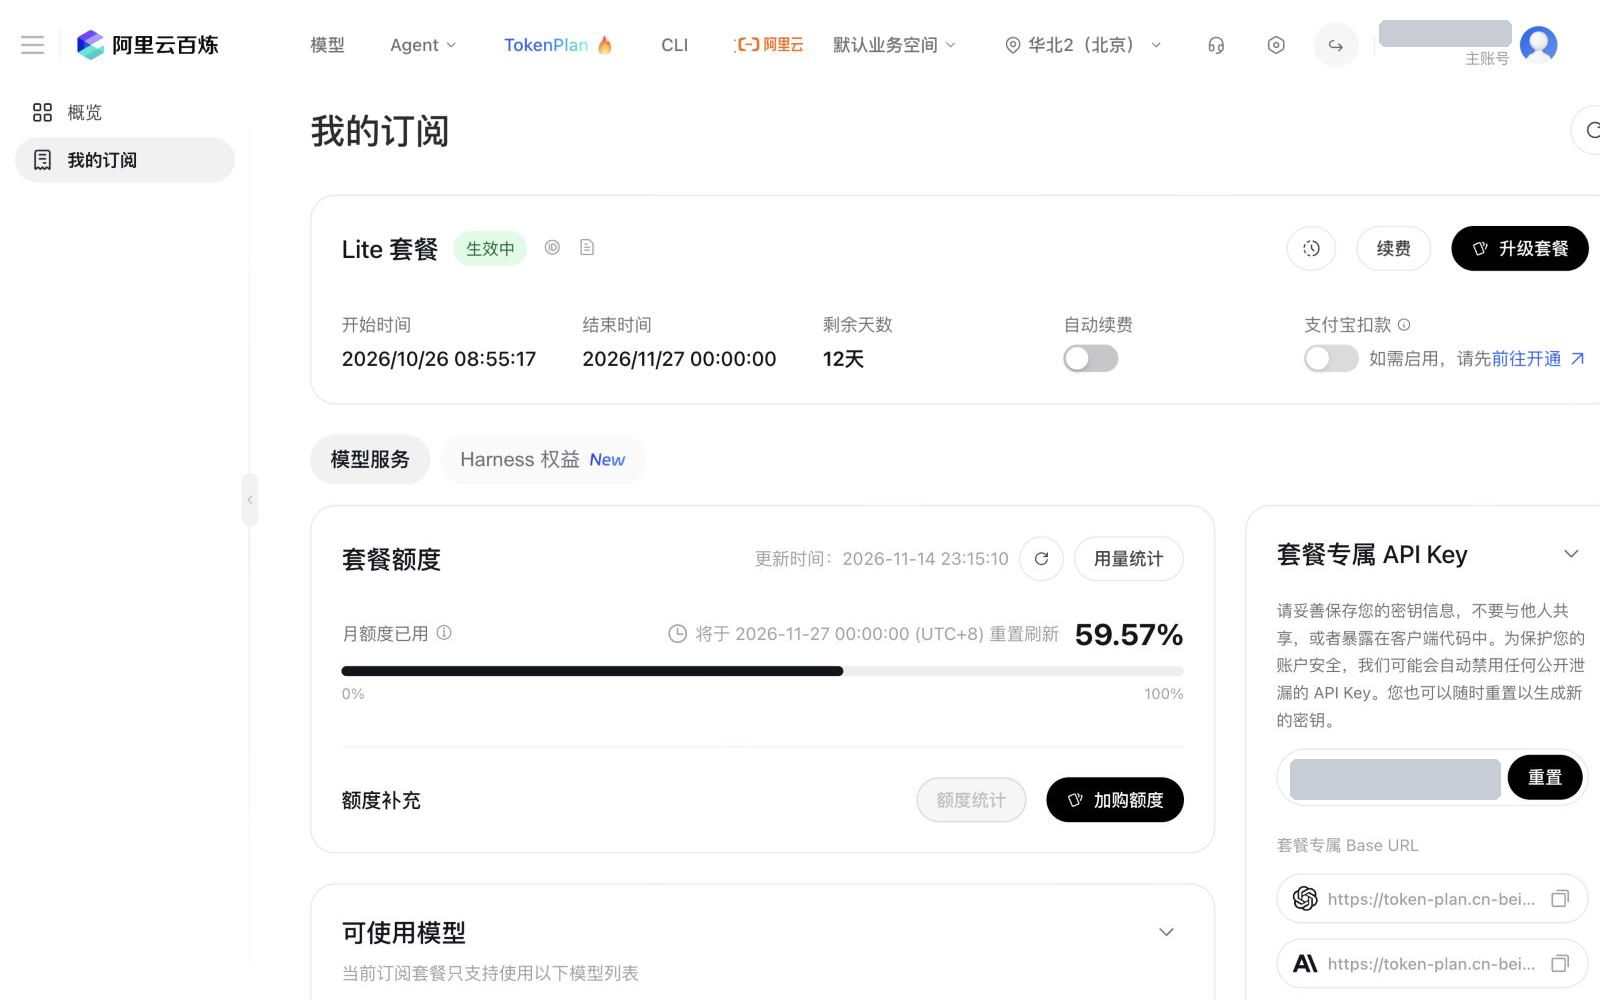 阿里云百炼
模型
Agent
TokenPlan
CLI
阿里云
默认业务空间
华北2（北京）
主账号
概览
我的订阅
我的订阅
Lite 套餐
生效中
续费
升级套餐
开始时间
2026/10/26 08:55:17
结束时间
2026/11/27 00:00:00
剩余天数
12天
自动续费
支付宝扣款
如需启用，请先前往开通
模型服务
Harness 权益 New
套餐额度
更新时间：2026-11-14 23:15:10
用量统计
月额度已用
将于 2026-11-27 00:00:00 (UTC+8) 重置刷新
59.57%
0%
100%
额度补充
额度统计
加购额度
可使用模型
当前订阅套餐只支持使用以下模型列表
套餐专属 API Key
请妥善保存您的密钥信息，不要与他人共
享，或者暴露在客户端代码中。为保护您的
账户安全，我们可能会自动禁用任何公开泄
漏的 API Key。您也可以随时重置以生成新
的密钥。
重置
套餐专属 Base URL
https://token-plan.cn-bei...
https://token-plan.cn-bei...